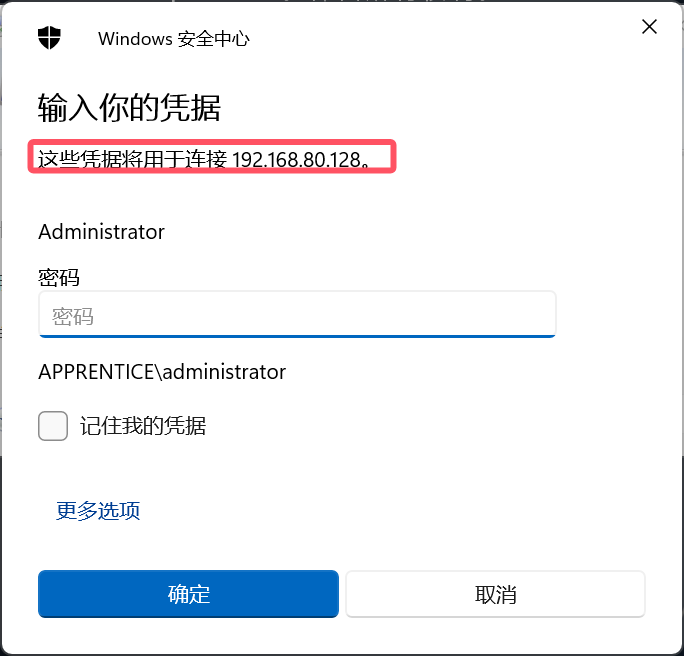 Windows 安全中心
输入你的凭据
这些凭据将用于连接 192.168.80.128。
Administrator
密码
密码
APPRENTICE\administrator
记住我的凭据
更多选项
确定
取消